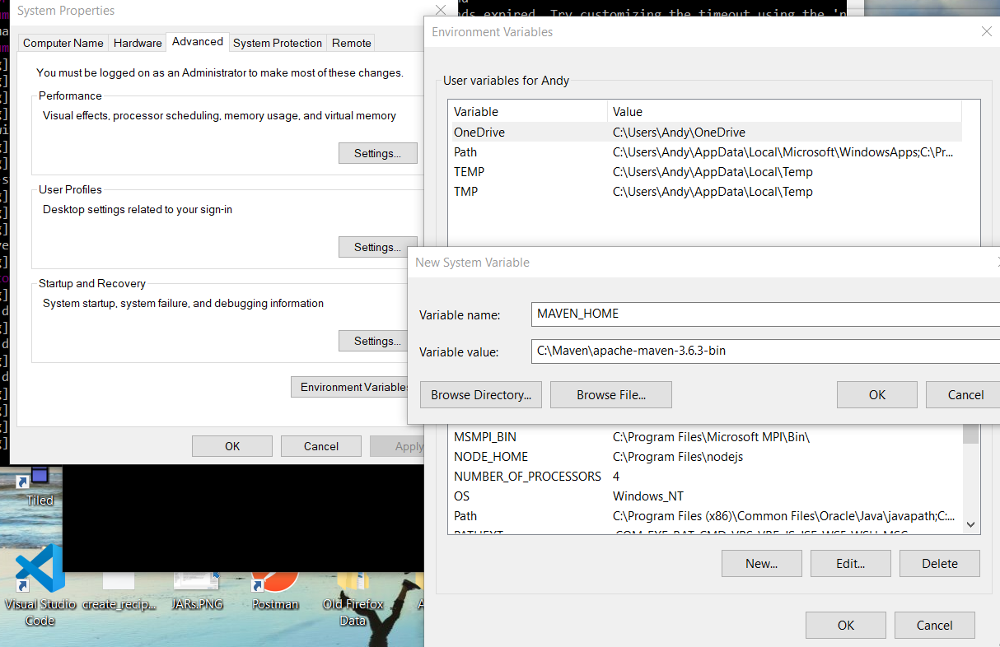 System Properties
Computer Name
Hardware
Advanced
System Protection
Remote
You must be logged on as an Administrator to make most of these changes.
Performance
Visual effects, processor scheduling, memory usage, and virtual memory
Settings...
User Profiles
Desktop settings related to your sign-in
Settings...
Startup and Recovery
System startup, system failure, and debugging information
Settings...
Environment Variables
OK
Cancel
Apply
expired. Try customizing the timeout using the 'n
Environment Variables
User variables for Andy
Variable Value
OneDrive C:\Users\Andy\OneDrive
Path C:\Users\Andy\AppData\Local\Microsoft\WindowsApps;C:\Pr...
TEMP C:\Users\Andy\AppData\Local\Temp
TMP C:\Users\Andy\AppData\Local\Temp
New System Variable
Variable name: MAVEN_HOME
Variable value: C:\Maven\apache-maven-3.6.3-bin
Browse Directory...
Browse File...
OK
Cancel
MSMPI_BIN C:\Program Files\Microsoft MPI\Bin\
NODE_HOME C:\Program Files\nodejs
NUMBER_OF_PROCESSORS 4
OS Windows_NT
Path C:\Program Files (x86)\Common Files\Oracle\Java\javapath;C:...
PATHEXT .COM;.EXE;.BAT;.CMD;.VBS;.VBE;.JS;.JSE;.WSF;.WSH;.MSC
New...
Edit...
Delete
OK
Cancel
Tiled
Visual Studio
Code
create_recip...
JARs.PNG
Postman
Old Firefox
Data